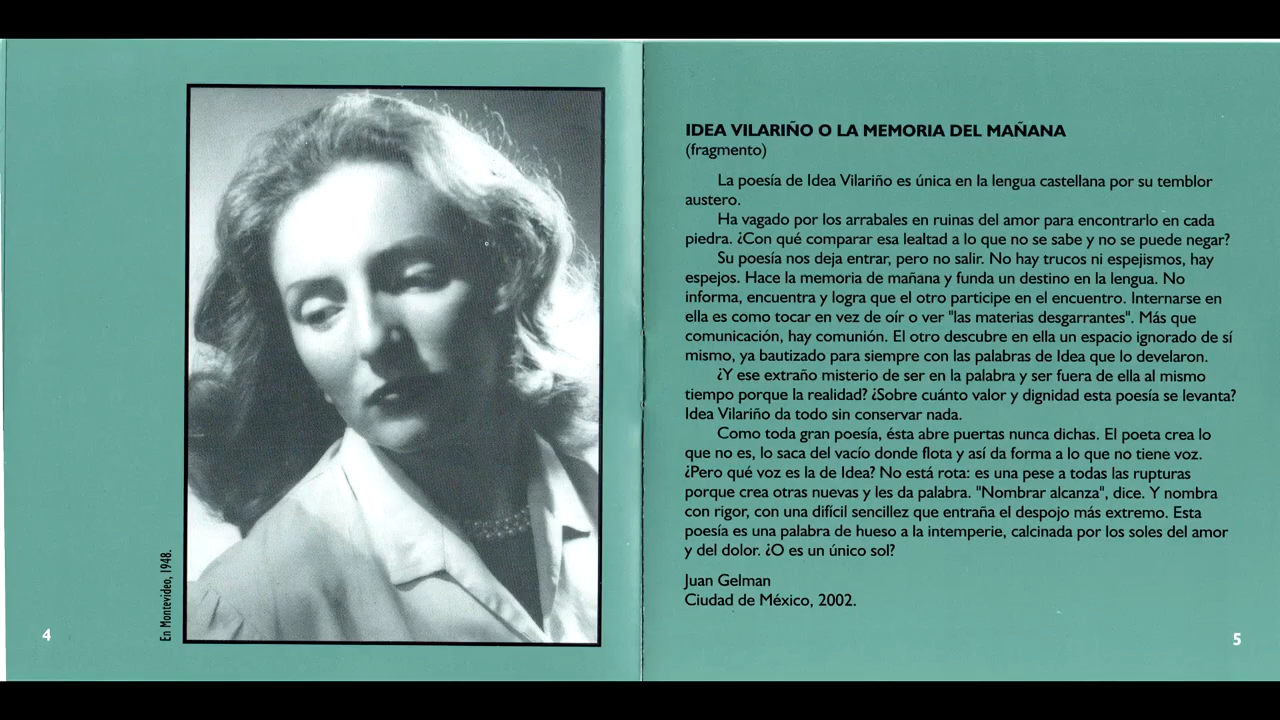 En Montevideo, 1948.
4
IDEA VILARIÑO O LA MEMORIA DEL MAÑANA
(fragmento)
La poesía de Idea Vilariño es única en la lengua castellana por su temblor
austero.
Ha vagado por los arrabales en ruinas del amor para encontrarlo en cada
piedra. ¿Con qué comparar esa lealtad a lo que no se sabe y no se puede negar?
Su poesía nos deja entrar, pero no salir. No hay trucos ni espejismos, hay
espejos. Hace la memoria de mañana y funda un destino en la lengua. No
informa, encuentra y logra que el otro participe en el encuentro. Internarse en
ella es como tocar en vez de oír o ver "las materias desgarrantes". Más que
comunicación, hay comunión. El otro descubre en ella un espacio ignorado de sí
mismo, ya bautizado para siempre con las palabras de Idea que lo develaron.
¿Y ese extraño misterio de ser en la palabra y ser fuera de ella al mismo
tiempo porque la realidad? ¿Sobre cuánto valor y dignidad esta poesía se levanta?
Idea Vilariño da todo sin conservar nada.
Como toda gran poesía, ésta abre puertas nunca dichas. El poeta crea lo
que no es, lo saca del vacío donde flota y así da forma a lo que no tiene voz.
¿Pero qué voz es la de Idea? No está rota: es una pese a todas las rupturas
porque crea otras nuevas y les da palabra. "Nombrar alcanza", dice. Y nombra
con rigor, con una difícil sencillez que entraña el despojo más extremo. Esta
poesía es una palabra de hueso a la intemperie, calcinada por los soles del amor
y del dolor. ¿O es un único sol?
Juan Gelman
Ciudad de México, 2002.
5